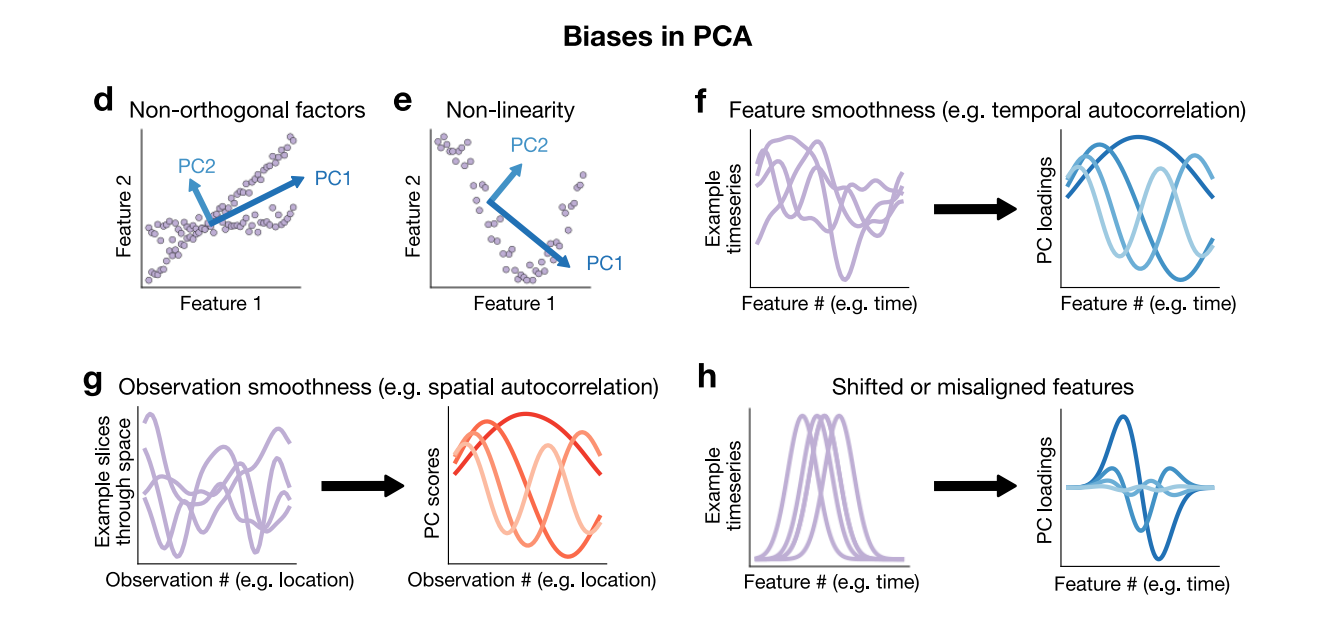 Biases in PCA
d
Non-orthogonal factors
PC2
PC1
Feature 2
Feature 1
e
Non-linearity
PC2
PC1
Feature 2
Feature 1
f
Feature smoothness (e.g. temporal autocorrelation)
Example
timeseries
Feature # (e.g. time)
PC loadings
Feature # (e.g. time)
g
Observation smoothness (e.g. spatial autocorrelation)
Example slices
through space
Observation # (e.g. location)
PC scores
Observation # (e.g. location)
h
Shifted or misaligned features
Example
timeseries
Feature # (e.g. time)
PC loadings
Feature # (e.g. time)